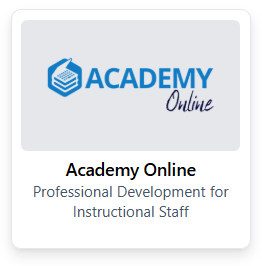 ACADEMY
Online
Academy Online
Professional Development for
Instructional Staff